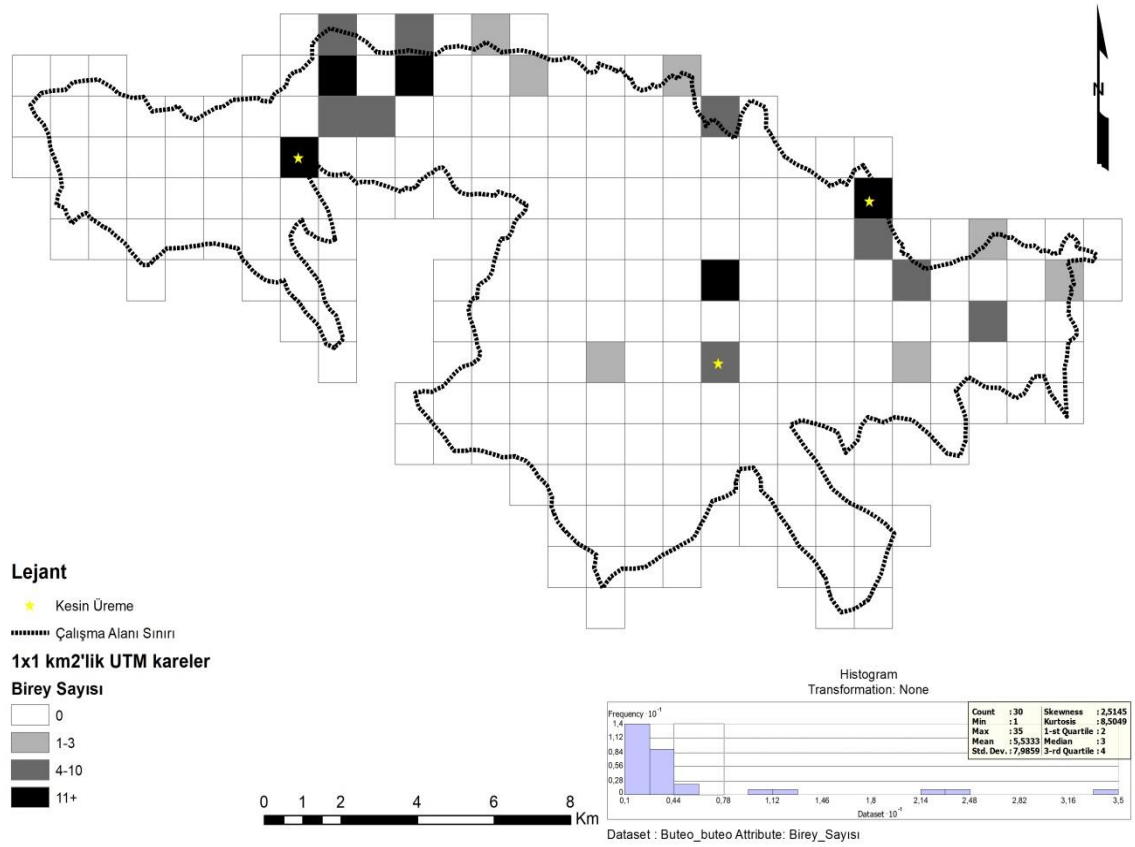 N
Lejant
Kesin Üreme
Çalışma Alanı Sınırı
1x1 km2'lik UTM kareler
Birey Sayısı
0
1-3
4-10
11+
0 1 2 4 6 8
Km
Histogram
Transformation: None
Frequency ·10⁻¹
1,4
1,12
0,84
0,56
0,28
0
0,1 0,44 0,78 1,12 1,46 1,8 2,14 2,48 2,82 3,16 3,5
Dataset ·10⁻¹
Count : 30 Skewness : 2,5145
Min : 1 Kurtosis : 8,5049
Max : 35 1-st Quartile : 2
Mean : 5,5333 Median : 3
Std. Dev. : 7,9859 3-rd Quartile : 4
Dataset : Buteo_buteo Attribute: Birey_Sayısı